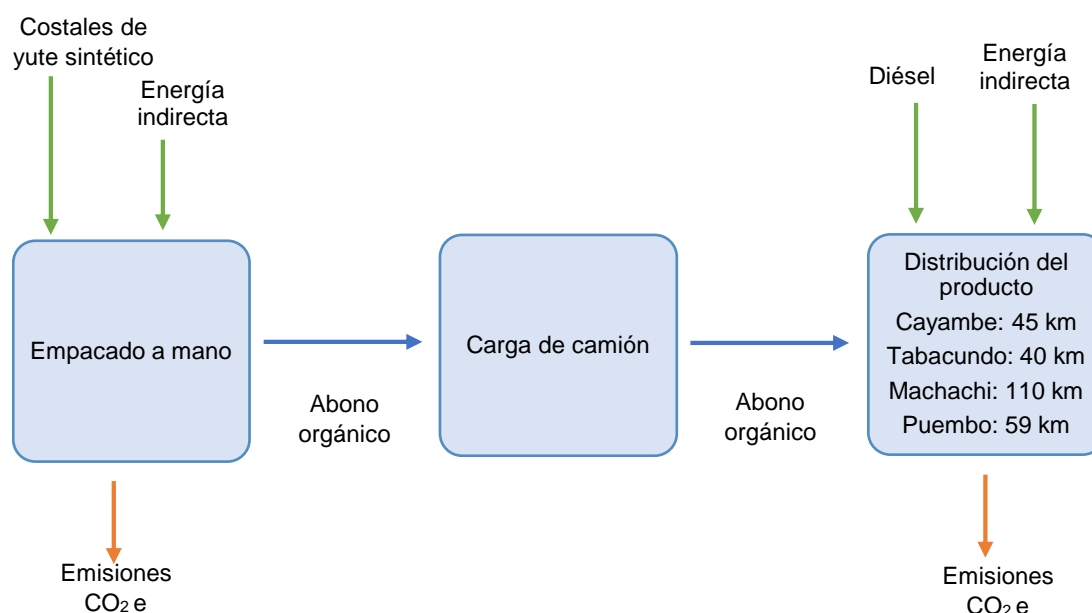 Costales de
yute sintético
Energía
indirecta
Diésel
Energía
indirecta
Empacado a mano
Abono
orgánico
Carga de camión
Abono
orgánico
Distribución del
producto
Cayambe: 45 km
Tabacundo: 40 km
Machachi: 110 km
Puembo: 59 km
Emisiones
CO2 e
Emisiones
CO2 e